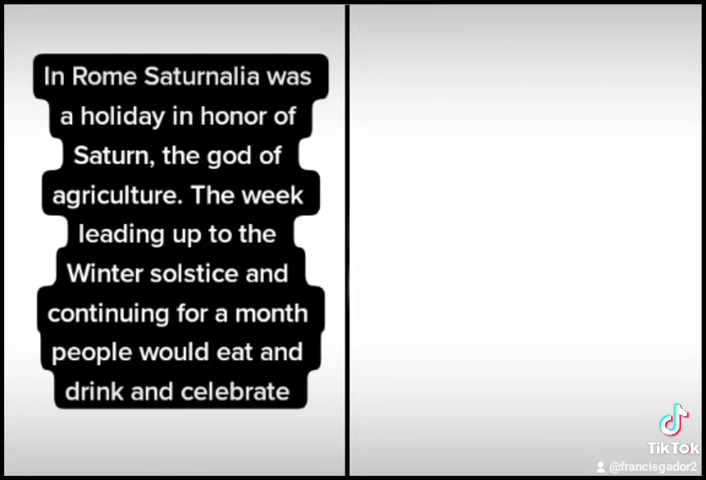 In Rome Saturnalia was
a holiday in honor of
Saturn, the god of
agriculture. The week
leading up to the
Winter solstice and
continuing for a month
people would eat and
drink and celebrate
TikTok
@francisgador2